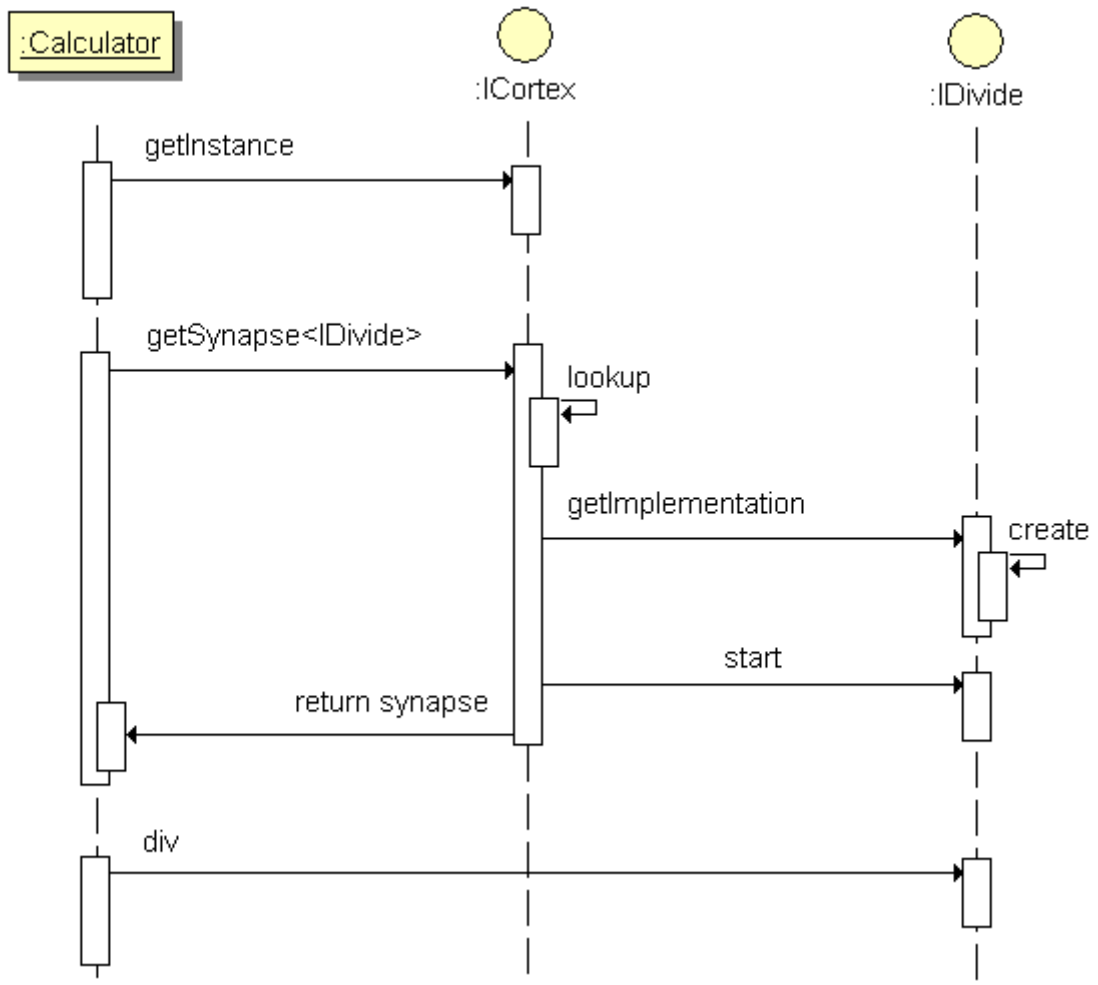 :Calculator
:ICortex
:IDivide
getInstance
getSynapse<IDivide>
lookup
getImplementation
create
start
return synapse
div